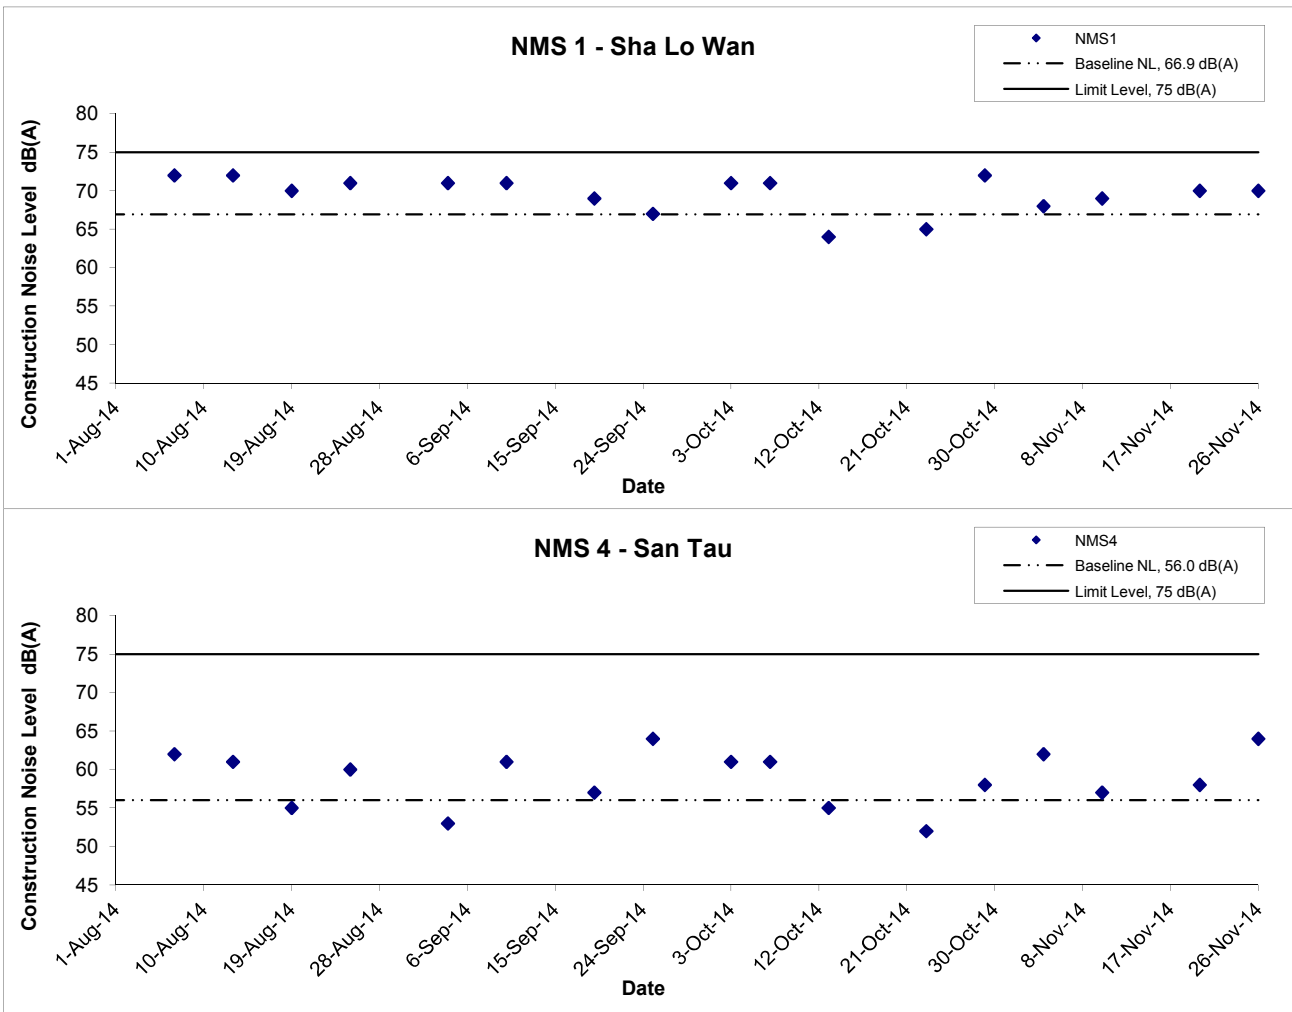 NMS 1 - Sha Lo Wan
NMS1
Baseline NL, 66.9 dB(A)
Limit Level, 75 dB(A)
Construction Noise Level dB(A)
80
75
70
65
60
55
50
45
1-Aug-14
10-Aug-14
19-Aug-14
28-Aug-14
6-Sep-14
15-Sep-14
24-Sep-14
3-Oct-14
12-Oct-14
21-Oct-14
30-Oct-14
8-Nov-14
17-Nov-14
26-Nov-14
Date
NMS 4 - San Tau
NMS4
Baseline NL, 56.0 dB(A)
Limit Level, 75 dB(A)
Construction Noise Level dB(A)
80
75
70
65
60
55
50
45
1-Aug-14
10-Aug-14
19-Aug-14
28-Aug-14
6-Sep-14
15-Sep-14
24-Sep-14
3-Oct-14
12-Oct-14
21-Oct-14
30-Oct-14
8-Nov-14
17-Nov-14
26-Nov-14
Date